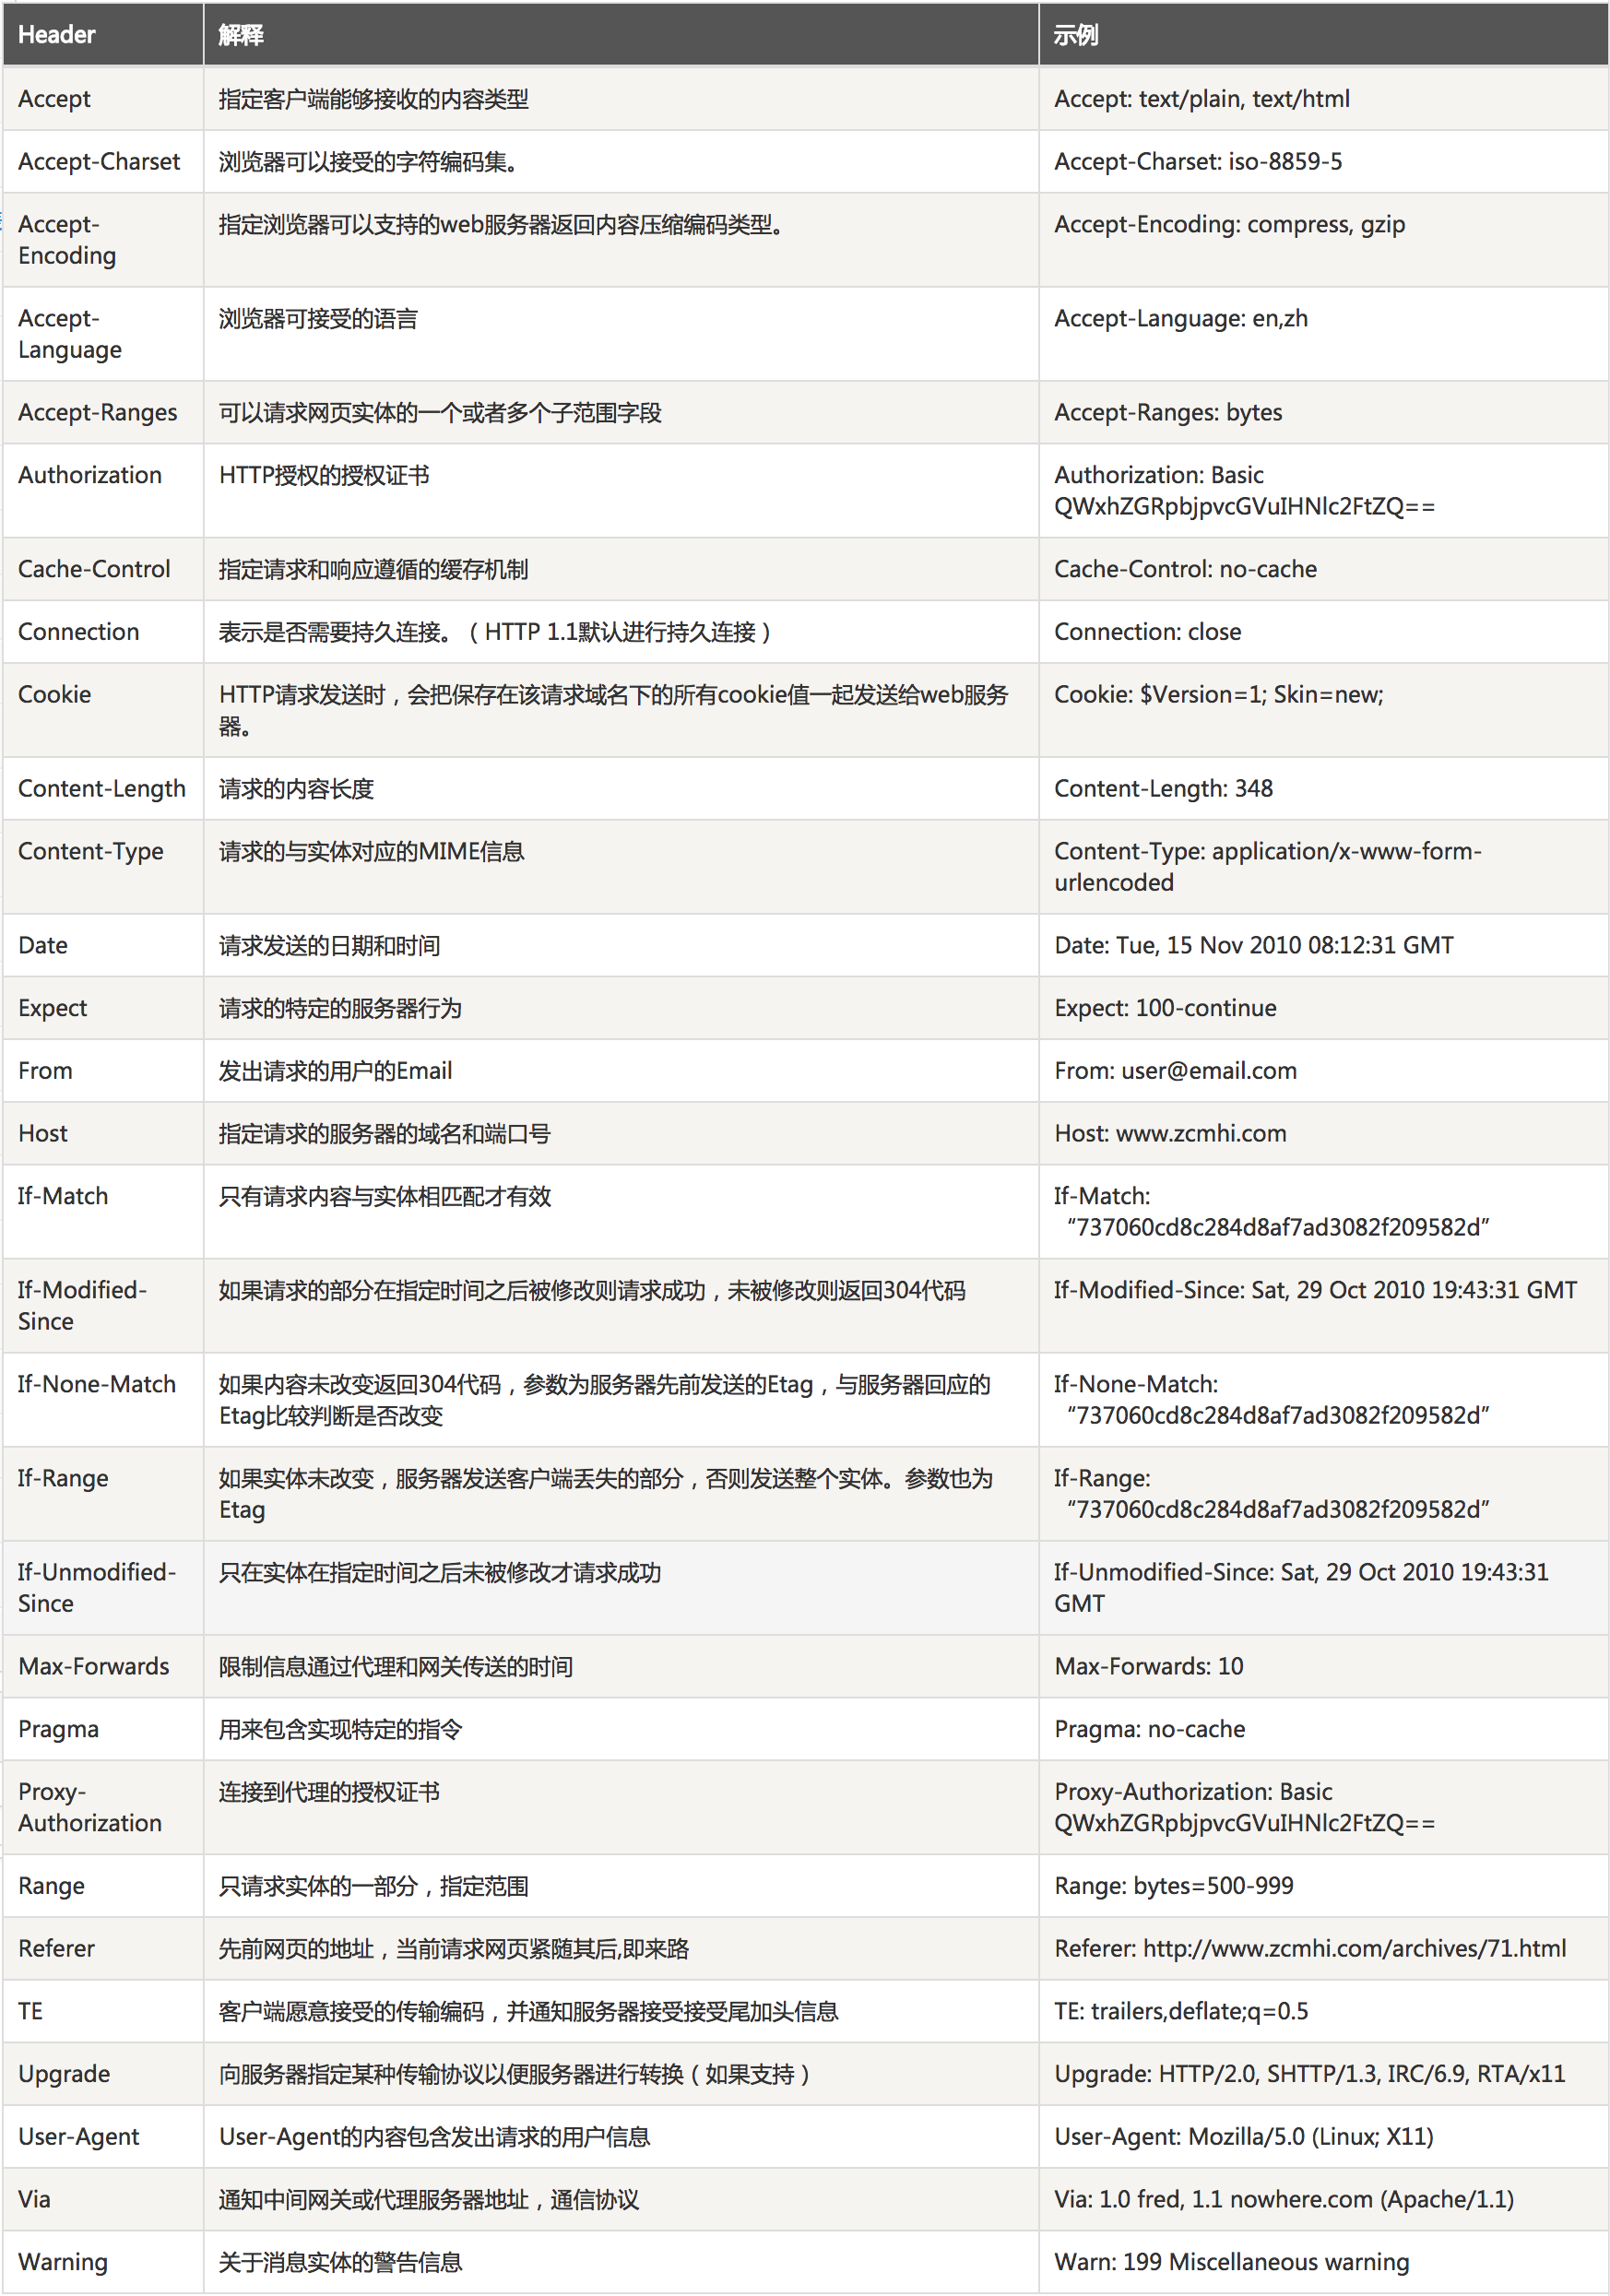 Header 解释 示例
Accept 指定客户端能够接收的内容类型 Accept: text/plain, text/html
Accept-Charset 浏览器可以接受的字符编码集。 Accept-Charset: iso-8859-5
Accept- 指定浏览器可以支持的web服务器返回内容压缩编码类型。 Accept-Encoding: compress, gzip
Encoding
Accept- 浏览器可接受的语言 Accept-Language: en,zh
Language
Accept-Ranges 可以请求网页实体的一个或者多个子范围字段 Accept-Ranges: bytes
Authorization HTTP授权的授权证书 Authorization: Basic
QWxhZGRpbjpvcGVuIHNlc2FtZQ==
Cache-Control 指定请求和响应遵循的缓存机制 Cache-Control: no-cache
Connection 表示是否需要持久连接。（HTTP 1.1默认进行持久连接） Connection: close
Cookie HTTP请求发送时，会把保存在该请求域名下的所有cookie值一起发送给web服务 Cookie: $Version=1; Skin=new;
器。
Content-Length 请求的内容长度 Content-Length: 348
Content-Type 请求的与实体对应的MIME信息 Content-Type: application/x-www-form-
urlencoded
Date 请求发送的日期和时间 Date: Tue, 15 Nov 2010 08:12:31 GMT
Expect 请求的特定的服务器行为 Expect: 100-continue
From 发出请求的用户的Email From: user@email.com
Host 指定请求的服务器的域名和端口号 Host: www.zcmhi.com
If-Match 只有请求内容与实体相匹配才有效 If-Match:
“737060cd8c284d8af7ad3082f209582d”
If-Modified- 如果请求的部分在指定时间之后被修改则请求成功，未被修改则返回304代码 If-Modified-Since: Sat, 29 Oct 2010 19:43:31 GMT
Since
If-None-Match 如果内容未改变返回304代码，参数为服务器先前发送的Etag，与服务器回应的 If-None-Match:
Etag比较判断是否改变 “737060cd8c284d8af7ad3082f209582d”
If-Range 如果实体未改变，服务器发送客户端丢失的部分，否则发送整个实体。参数也为 If-Range:
Etag “737060cd8c284d8af7ad3082f209582d”
If-Unmodified- 只在实体在指定时间之后未被修改才请求成功 If-Unmodified-Since: Sat, 29 Oct 2010 19:43:31
Since GMT
Max-Forwards 限制信息通过代理和网关传送的时间 Max-Forwards: 10
Pragma 用来包含实现特定的指令 Pragma: no-cache
Proxy- 连接到代理的授权证书 Proxy-Authorization: Basic
Authorization QWxhZGRpbjpvcGVuIHNlc2FtZQ==
Range 只请求实体的一部分，指定范围 Range: bytes=500-999
Referer 先前网页的地址，当前请求网页紧随其后,即来路 Referer: http://www.zcmhi.com/archives/71.html
TE 客户端愿意接受的传输编码，并通知服务器接受接受尾加头信息 TE: trailers,deflate;q=0.5
Upgrade 向服务器指定某种传输协议以便服务器进行转换（如果支持） Upgrade: HTTP/2.0, SHTTP/1.3, IRC/6.9, RTA/x11
User-Agent User-Agent的内容包含发出请求的用户信息 User-Agent: Mozilla/5.0 (Linux; X11)
Via 通知中间网关或代理服务器地址，通信协议 Via: 1.0 fred, 1.1 nowhere.com (Apache/1.1)
Warning 关于消息实体的警告信息 Warn: 199 Miscellaneous warning